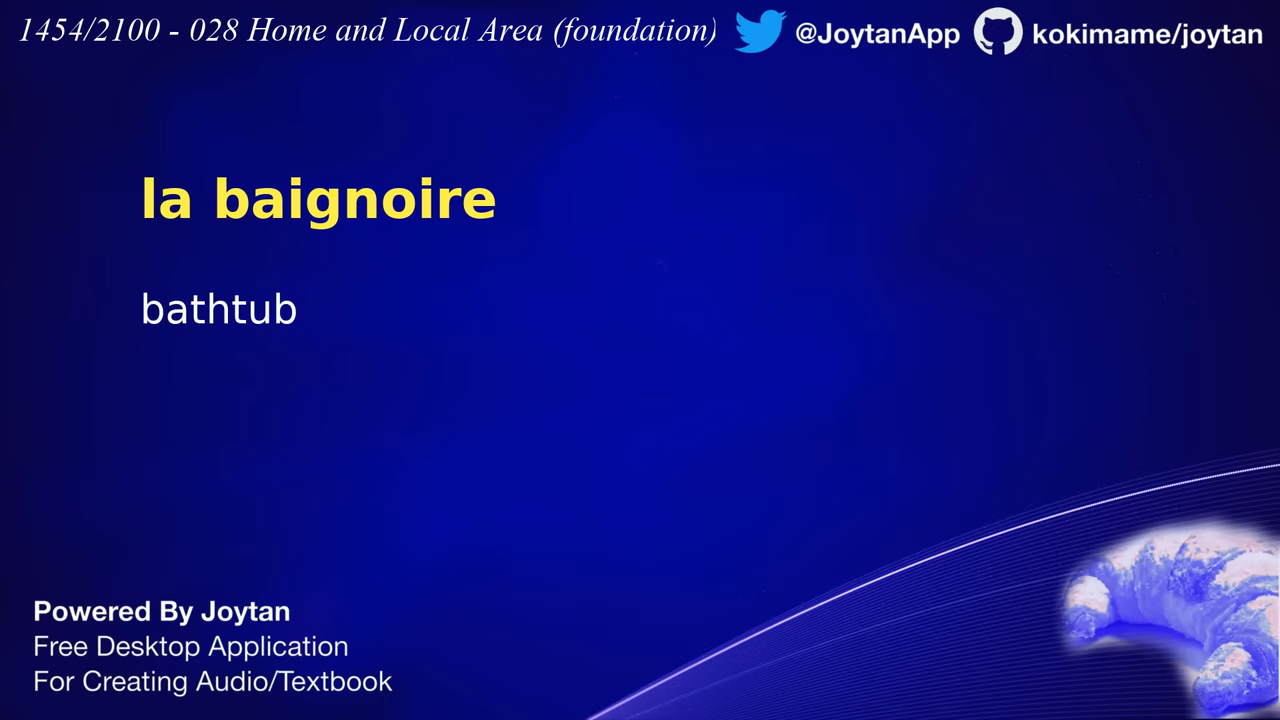 1454/2100 - 028 Home and Local Area (foundation)
@JoytanApp
kokimame/joytan
la baignoire
bathtub
Powered By Joytan
Free Desktop Application
For Creating Audio/Textbook